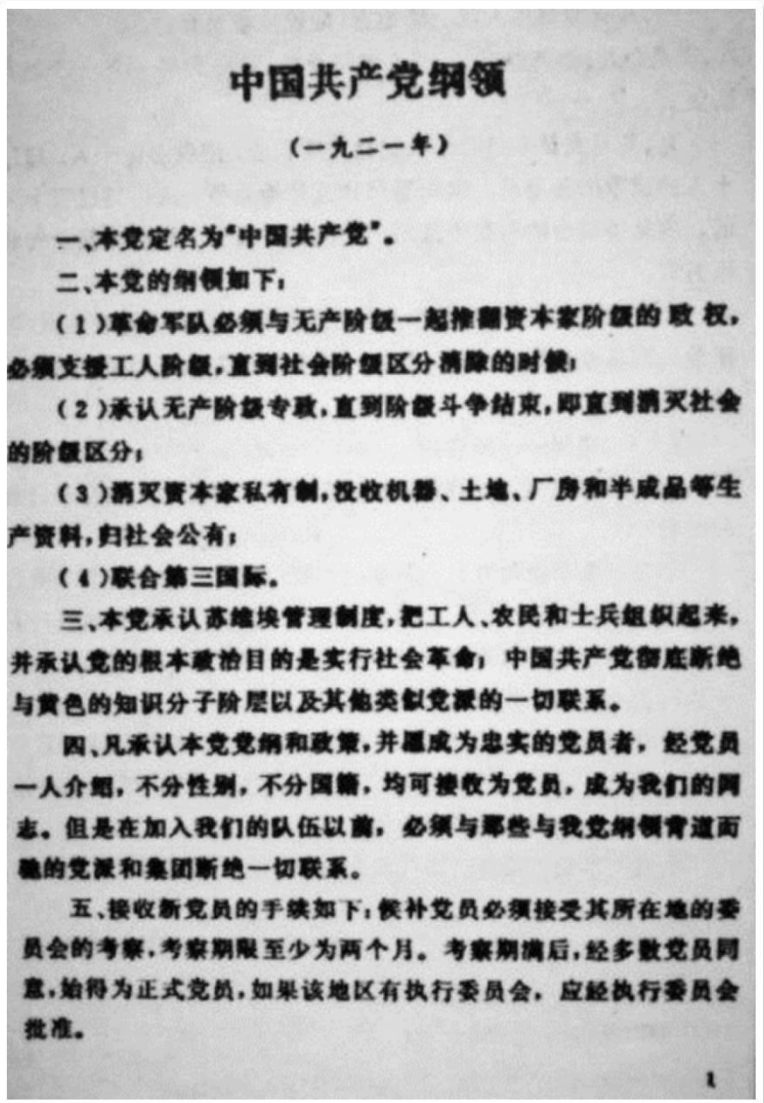 中国共产党纲领
(一九二一年)
一、本党定名为“中国共产党”。
二、本党的纲领如下:
(1)革命军队必须与无产阶级一起推翻资本家阶级的政权,
必须支援工人阶级,直到社会阶级区分消除的时候;
(2)承认无产阶级专政,直到阶级斗争结束,即直到消灭社会
的阶级区分;
(3)消灭资本家私有制,没收机器、土地、厂房和半成品等生
产资料,归社会公有;
(4)联合第三国际。
三、本党承认苏维埃管理制度,把工人、农民和士兵组织起来,
并承认党的根本政治目的是实行社会革命;中国共产党彻底断绝
与黄色的知识分子阶层以及其他类似党派的一切联系。
四、凡承认本党党纲和政策,并愿成为忠实的党员者,经党员
一人介绍,不分性别,不分国籍,均可接收为党员,成为我们的同
志。但是在加入我们的队伍以前,必须与那些与我党纲领背道而
驰的党派和集团断绝一切联系。
五、接收新党员的手续如下:候补党员必须接受其所在地的委
员会的考察,考察期限至少为两个月。考察期满后,经多数党员同
意,始得为正式党员,如果该地区有执行委员会,应经执行委员会
批准。
1